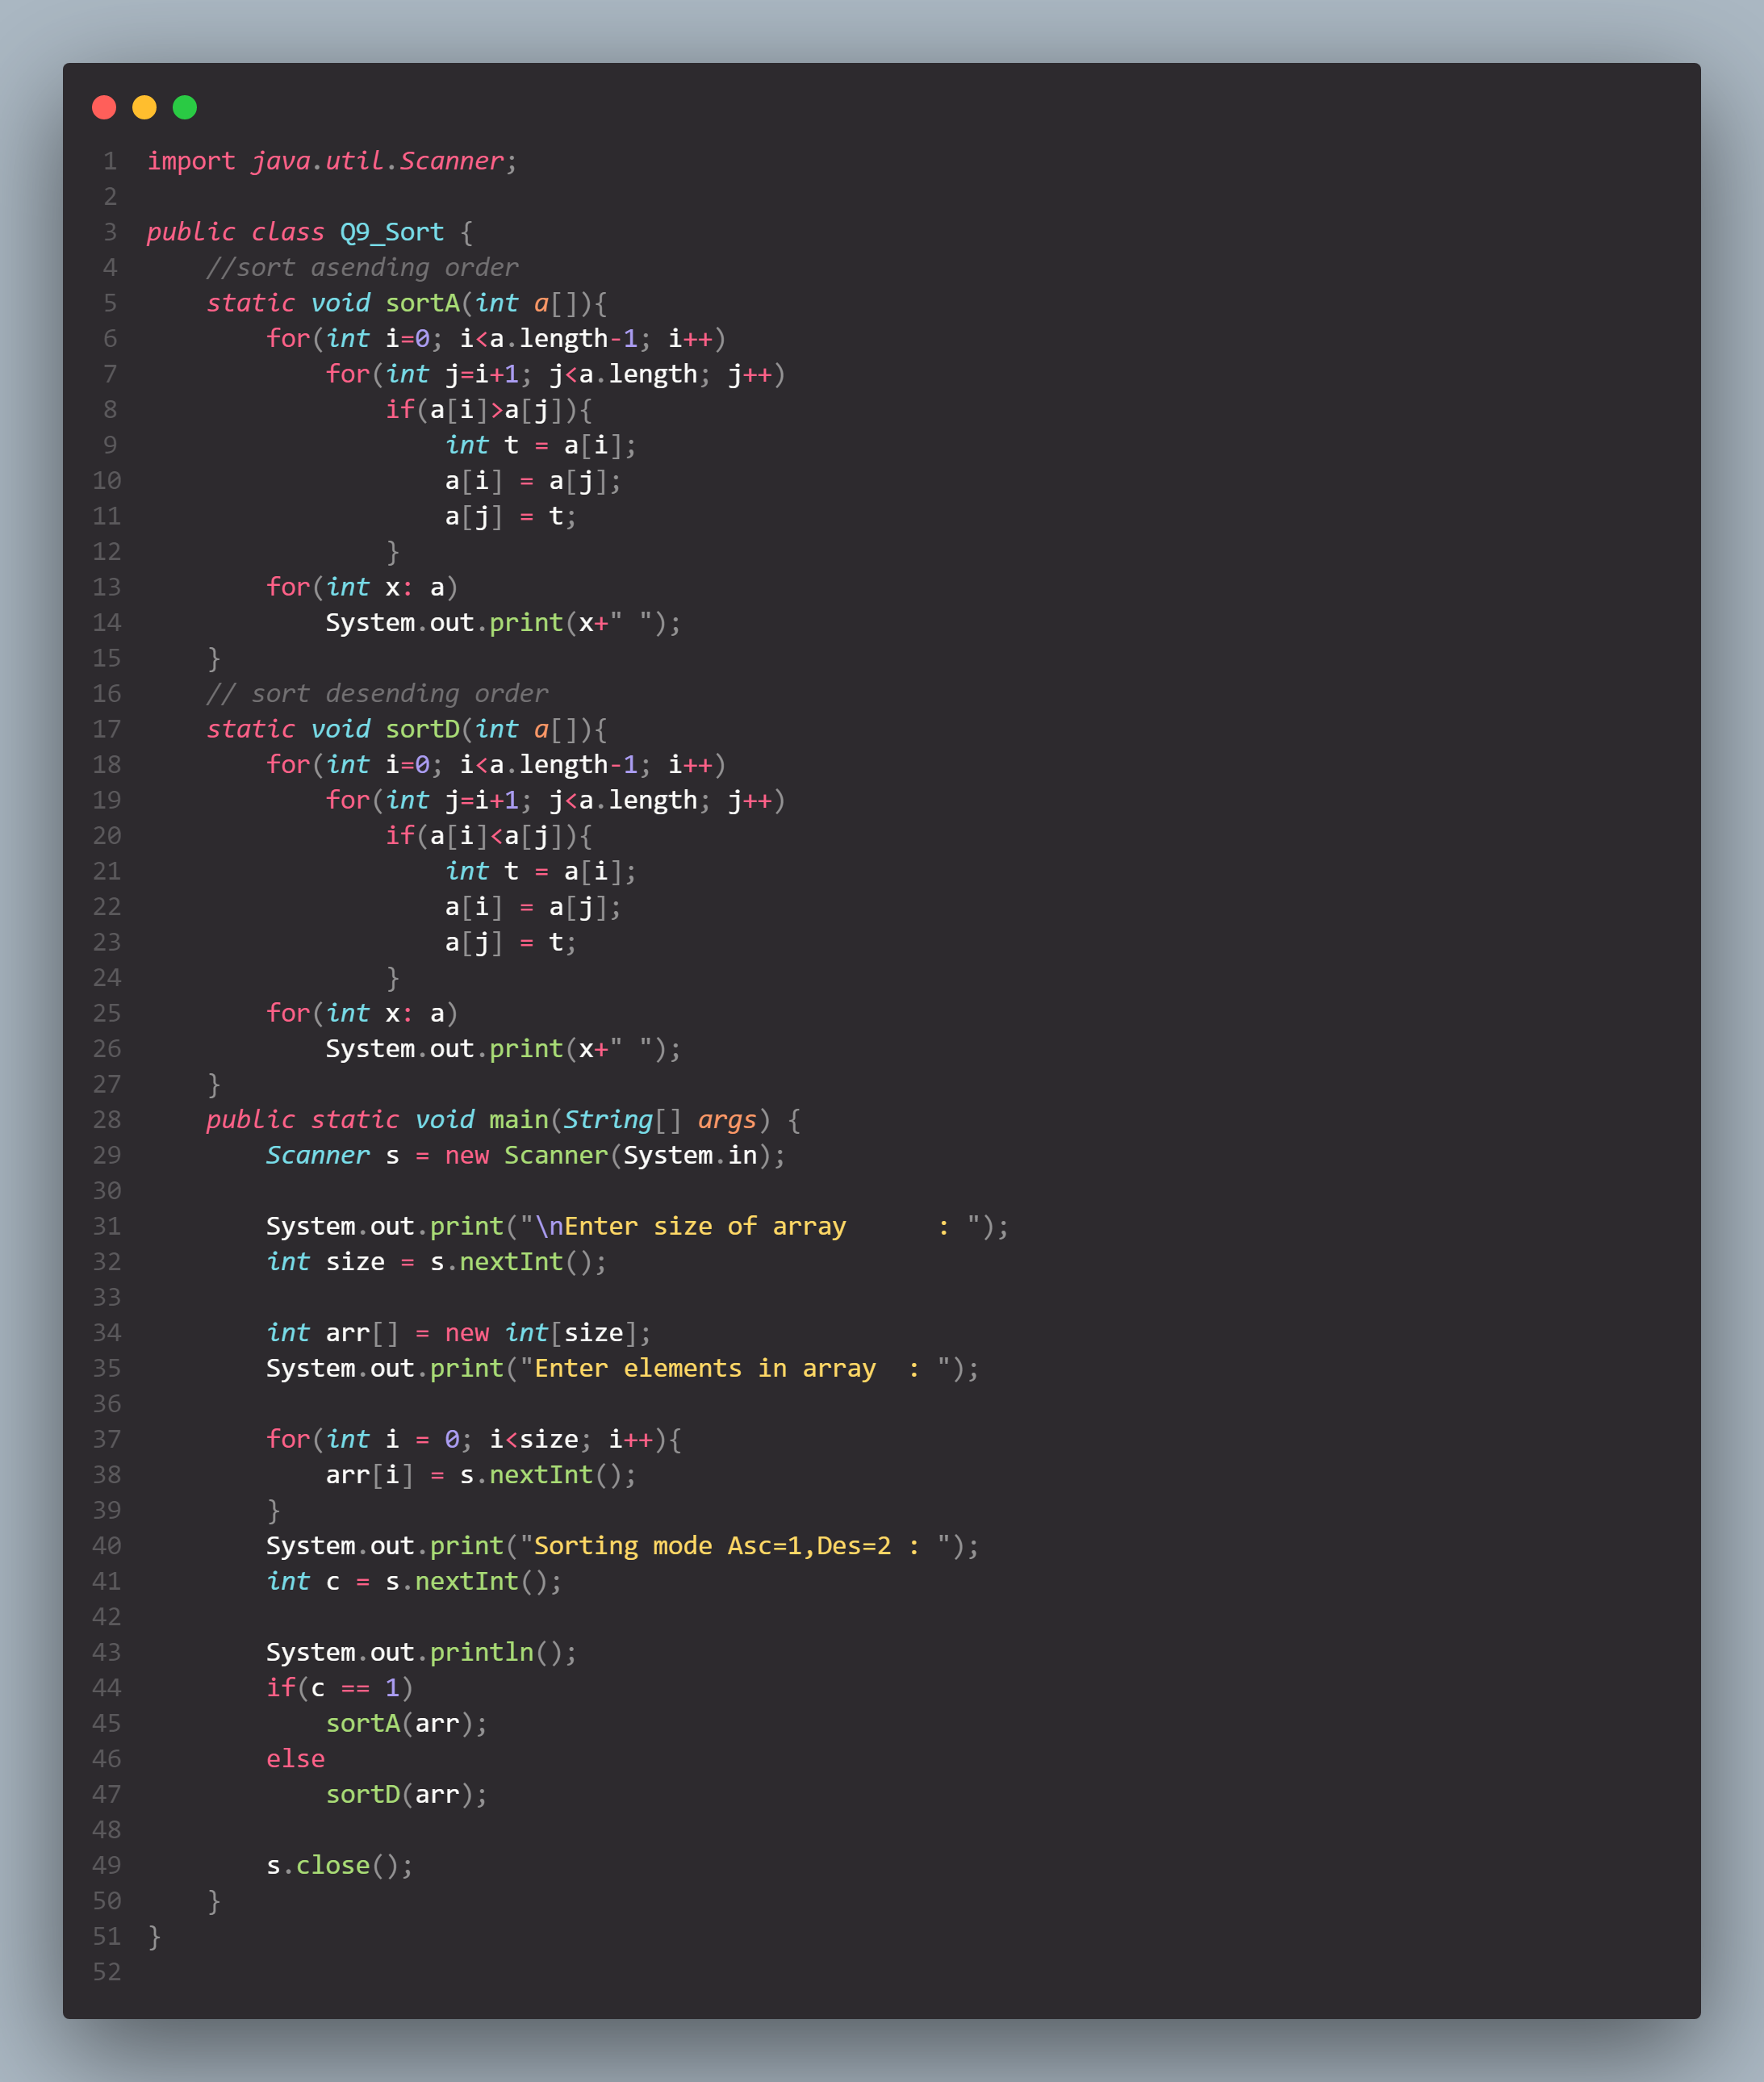 1 import java.util.Scanner;
2
3 public class Q9_Sort {
4     //sort asending order
5     static void sortA(int a[]){
6         for(int i=0; i<a.length-1; i++)
7             for(int j=i+1; j<a.length; j++)
8                 if(a[i]>a[j]){
9                     int t = a[i];
10                     a[i] = a[j];
11                     a[j] = t;
12                 }
13         for(int x: a)
14             System.out.print(x+" ");
15     }
16     // sort desending order
17     static void sortD(int a[]){
18         for(int i=0; i<a.length-1; i++)
19             for(int j=i+1; j<a.length; j++)
20                 if(a[i]<a[j]){
21                     int t = a[i];
22                     a[i] = a[j];
23                     a[j] = t;
24                 }
25         for(int x: a)
26             System.out.print(x+" ");
27     }
28     public static void main(String[] args) {
29         Scanner s = new Scanner(System.in);
30
31         System.out.print("\nEnter size of array      : ");
32         int size = s.nextInt();
33
34         int arr[] = new int[size];
35         System.out.print("Enter elements in array  : ");
36
37         for(int i = 0; i<size; i++){
38             arr[i] = s.nextInt();
39         }
40         System.out.print("Sorting mode Asc=1,Des=2 : ");
41         int c = s.nextInt();
42
43         System.out.println();
44         if(c == 1)
45             sortA(arr);
46         else
47             sortD(arr);
48
49         s.close();
50     }
51 }
52